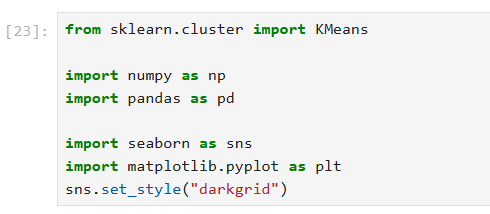 [23]: from sklearn.cluster import KMeans
import numpy as np
import pandas as pd
import seaborn as sns
import matplotlib.pyplot as plt
sns.set_style("darkgrid")